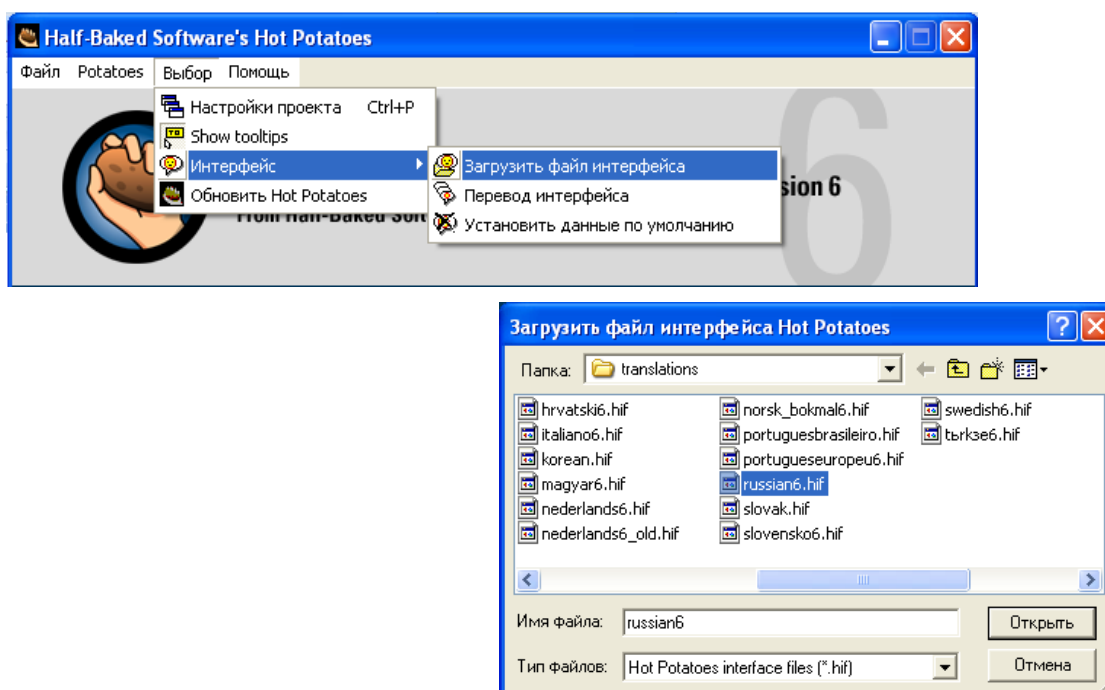 Half-Baked Software's Hot Potatoes
Файл Potatoes Выбор Помощь
Настройки проекта Ctrl+P
Show tooltips
Интерфейс
Обновить Hot Potatoes
Загрузить файл интерфейса
Перевод интерфейса
Установить данные по умолчанию
sion 6
6
From Half-Baked Soft
Загрузить файл интерфейса Hot Potatoes
Папка: translations
hrvatski6.hif norsk_bokmal6.hif swedish6.hif
italiano6.hif portuguesbrasileiro.hif tьrkзe6.hif
korean.hif portugueseuropeu6.hif
magyar6.hif russian6.hif
nederlands6.hif slovak.hif
nederlands6_old.hif slovensko6.hif
Имя файла: russian6 Открыть
Тип файлов: Hot Potatoes interface files (*.hif) Отмена